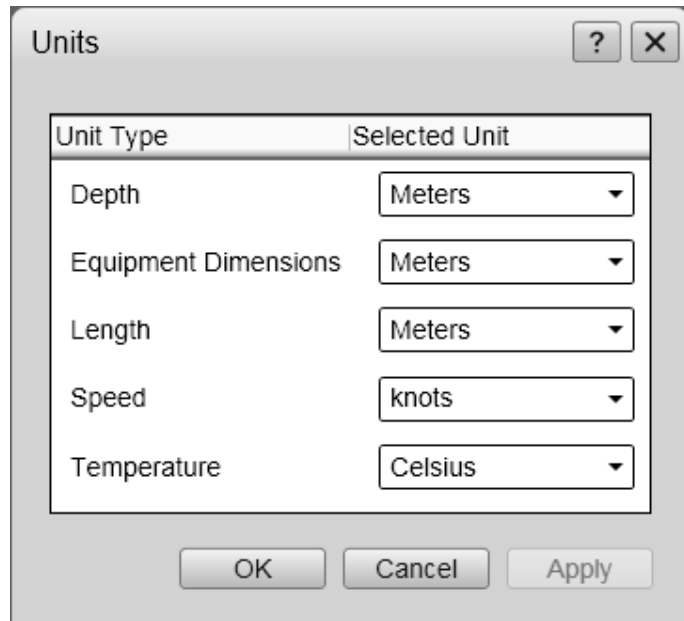 Units ?
Unit Type Selected Unit
Depth Meters
Equipment Dimensions Meters
Length Meters
Speed knots
Temperature Celsius
OK Cancel Apply